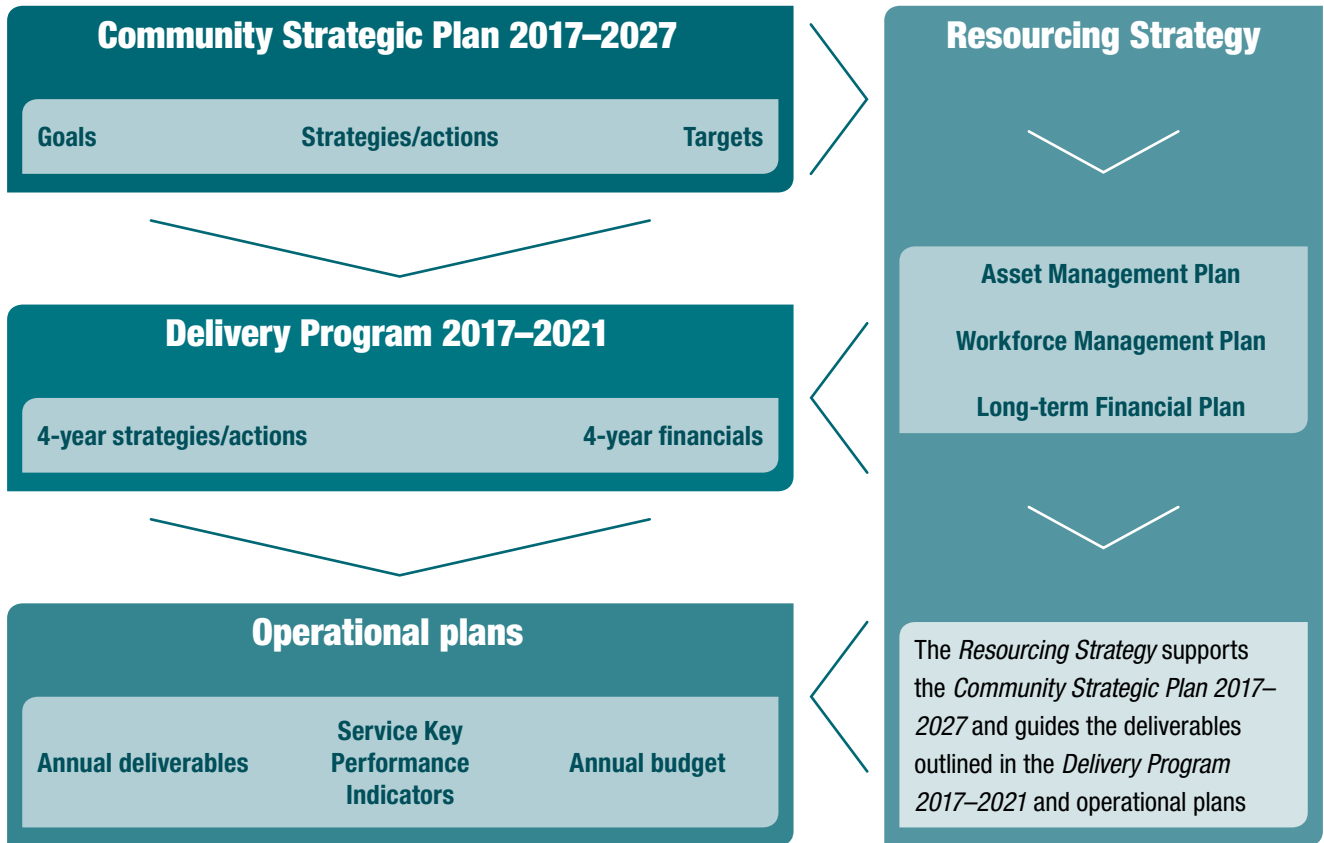 Community Strategic Plan 2017–2027
Goals
Strategies/actions
Targets
Delivery Program 2017–2021
4-year strategies/actions
4-year financials
Operational plans
Annual deliverables
Service Key
Performance
Indicators
Annual budget
Resourcing Strategy
Asset Management Plan
Workforce Management Plan
Long-term Financial Plan
The Resourcing Strategy supports
the Community Strategic Plan 2017–
2027 and guides the deliverables
outlined in the Delivery Program
2017–2021 and operational plans